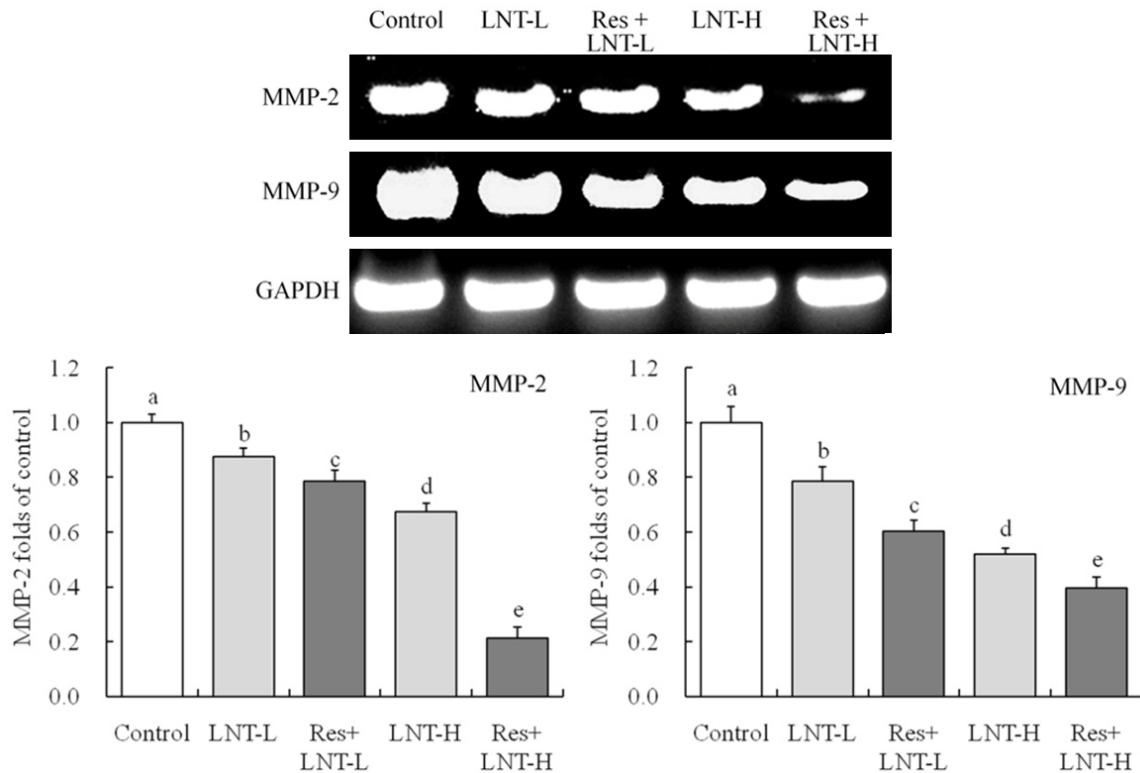 Control LNT-L Res + LNT-L LNT-H Res + LNT-H
MMP-2
MMP-9
GAPDH
MMP-2
MMP-2 folds of control
1.2
1.0
0.8
0.6
0.4
0.2
0.0
a
b
c
d
e
Control LNT-L Res+ LNT-L LNT-H Res+ LNT-H
MMP-9
MMP-9 folds of control
1.2
1.0
0.8
0.6
0.4
0.2
0.0
a
b
c
d
e
Control LNT-L Res+ LNT-L LNT-H Res+ LNT-H